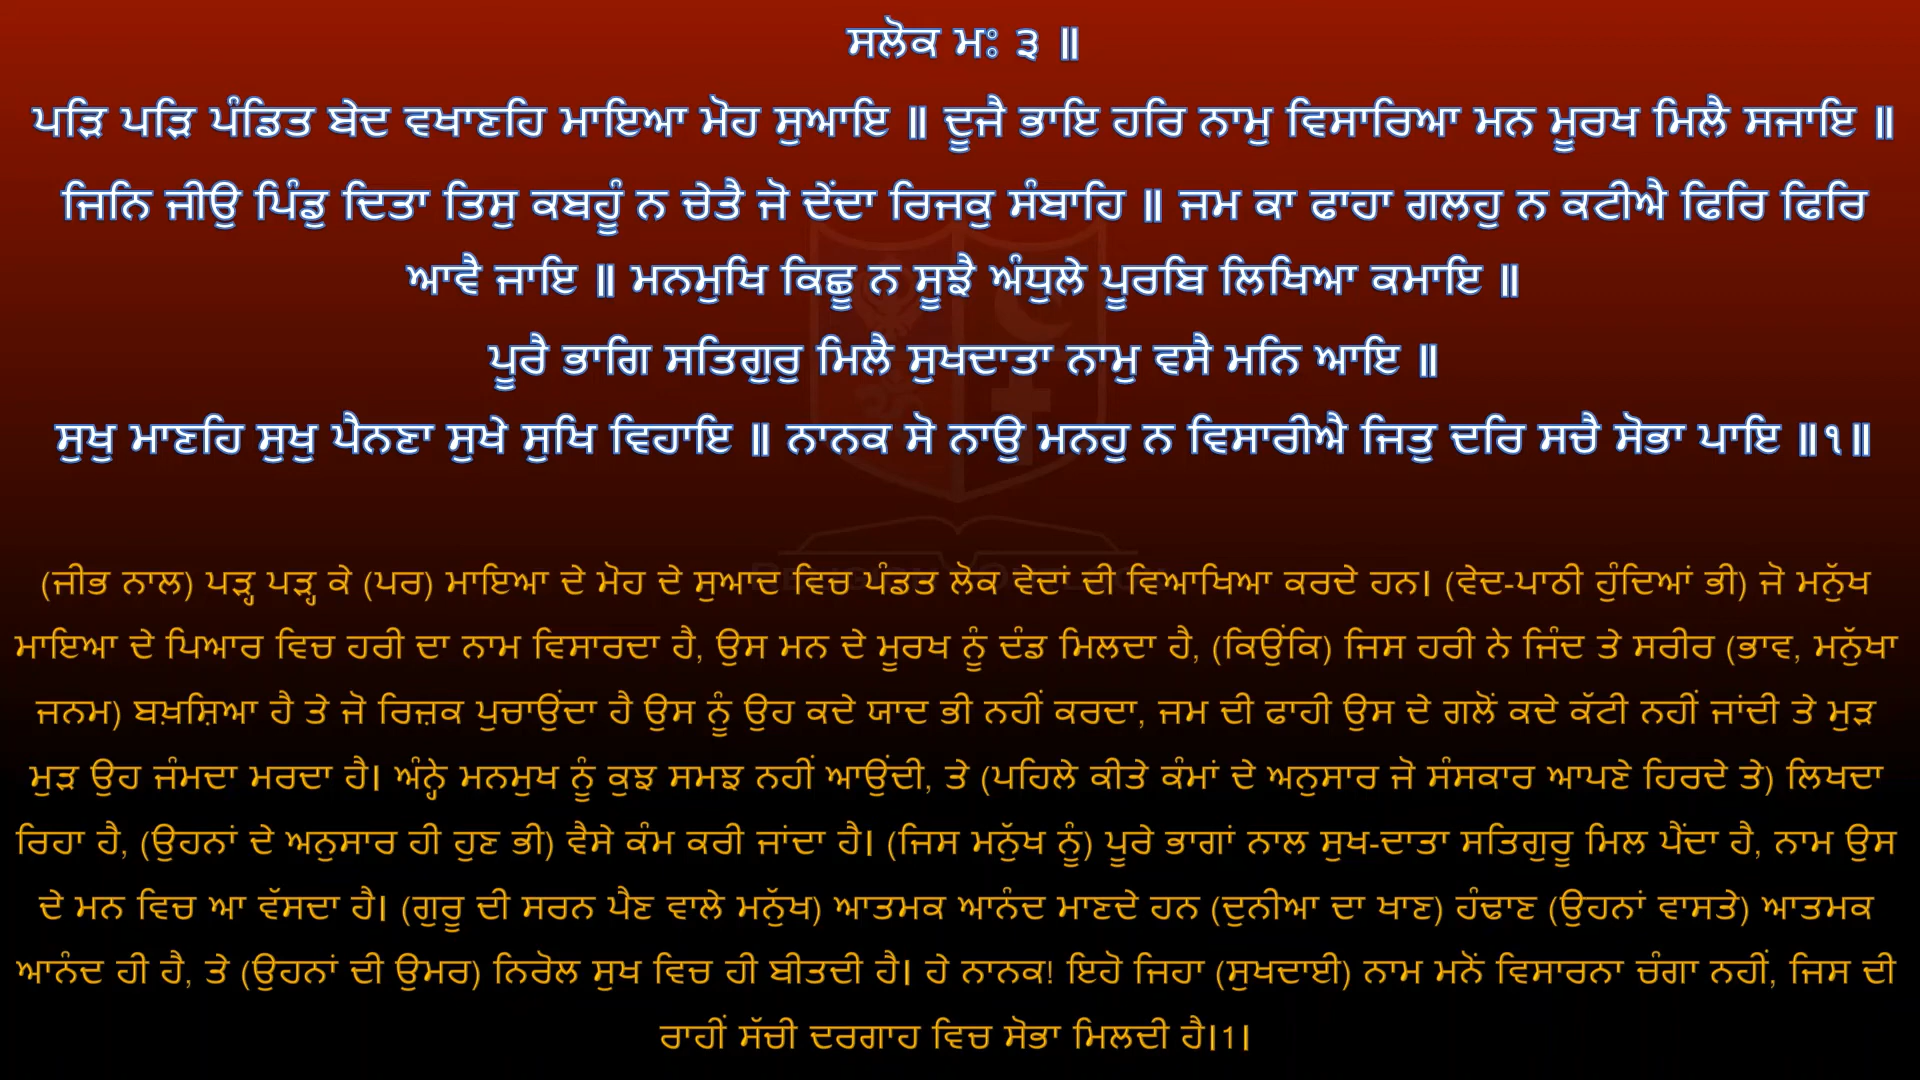 ਸਲੋਕ ਮਃ ੩ ॥
ਪੜਿ ਪੜਿ ਪੰਡਿਤ ਬੇਦ ਵਖਾਣਹਿ ਮਾਇਆ ਮੋਹ ਸੁਆਇ ॥ ਦੂਜੈ ਭਾਇ ਹਰਿ ਨਾਮੁ ਵਿਸਾਰਿਆ ਮਨ ਮੂਰਖ ਮਿਲੈ ਸਜਾਇ ॥
ਜਿਨਿ ਜੀਉ ਪਿੰਡੁ ਦਿਤਾ ਤਿਸੁ ਕਬਹੂੰ ਨ ਚੇਤੈ ਜੋ ਦੇਂਦਾ ਰਿਜਕੁ ਸੰਬਾਹਿ ॥ ਜਮ ਕਾ ਫਾਹਾ ਗਲਹੁ ਨ ਕਟੀਐ ਫਿਰਿ ਫਿਰਿ
ਆਵੈ ਜਾਇ ॥ ਮਨਮੁਖਿ ਕਿਛੂ ਨ ਸੂਝੈ ਅੰਧੁਲੇ ਪੂਰਬਿ ਲਿਖਿਆ ਕਮਾਇ ॥
ਪੂਰੈ ਭਾਗਿ ਸਤਿਗੁਰੁ ਮਿਲੈ ਸੁਖਦਾਤਾ ਨਾਮੁ ਵਸੈ ਮਨਿ ਆਇ ॥
ਸੁਖੁ ਮਾਣਹਿ ਸੁਖੁ ਪੈਨਣਾ ਸੁਖੇ ਸੁਖਿ ਵਿਹਾਇ ॥ ਨਾਨਕ ਸੋ ਨਾਉ ਮਨਹੁ ਨ ਵਿਸਾਰੀਐ ਜਿਤੁ ਦਰਿ ਸਚੈ ਸੋਭਾ ਪਾਇ ॥੧॥
(ਜੀਭ ਨਾਲ) ਪੜ੍ਹ ਪੜ੍ਹ ਕੇ (ਪਰ) ਮਾਇਆ ਦੇ ਮੋਹ ਦੇ ਸੁਆਦ ਵਿਚ ਪੰਡਤ ਲੋਕ ਵੇਦਾਂ ਦੀ ਵਿਆਖਿਆ ਕਰਦੇ ਹਨ। (ਵੇਦ-ਪਾਠੀ ਹੁੰਦਿਆਂ ਭੀ) ਜੋ ਮਨੁੱਖ
ਮਾਇਆ ਦੇ ਪਿਆਰ ਵਿਚ ਹਰੀ ਦਾ ਨਾਮ ਵਿਸਾਰਦਾ ਹੈ, ਉਸ ਮਨ ਦੇ ਮੂਰਖ ਨੂੰ ਦੰਡ ਮਿਲਦਾ ਹੈ, (ਕਿਉਂਕਿ) ਜਿਸ ਹਰੀ ਨੇ ਜਿੰਦ ਤੇ ਸਰੀਰ (ਭਾਵ, ਮਨੁੱਖਾ
ਜਨਮ) ਬਖ਼ਸ਼ਿਆ ਹੈ ਤੇ ਜੋ ਰਿਜ਼ਕ ਪੁਚਾਉਂਦਾ ਹੈ ਉਸ ਨੂੰ ਉਹ ਕਦੇ ਯਾਦ ਭੀ ਨਹੀਂ ਕਰਦਾ, ਜਮ ਦੀ ਫਾਹੀ ਉਸ ਦੇ ਗਲੋਂ ਕਦੇ ਕੱਟੀ ਨਹੀਂ ਜਾਂਦੀ ਤੇ ਮੁੜ
ਮੁੜ ਉਹ ਜੰਮਦਾ ਮਰਦਾ ਹੈ। ਅੰਨ੍ਹੇ ਮਨਮੁਖ ਨੂੰ ਕੁਝ ਸਮਝ ਨਹੀਂ ਆਉਂਦੀ, ਤੇ (ਪਹਿਲੇ ਕੀਤੇ ਕੰਮਾਂ ਦੇ ਅਨੁਸਾਰ ਜੋ ਸੰਸਕਾਰ ਆਪਣੇ ਹਿਰਦੇ ਤੇ) ਲਿਖਦਾ
ਰਿਹਾ ਹੈ, (ਉਹਨਾਂ ਦੇ ਅਨੁਸਾਰ ਹੀ ਹੁਣ ਭੀ) ਵੈਸੇ ਕੰਮ ਕਰੀ ਜਾਂਦਾ ਹੈ। (ਜਿਸ ਮਨੁੱਖ ਨੂੰ) ਪੂਰੇ ਭਾਗਾਂ ਨਾਲ ਸੁਖ-ਦਾਤਾ ਸਤਿਗੁਰੂ ਮਿਲ ਪੈਂਦਾ ਹੈ, ਨਾਮ ਉਸ
ਦੇ ਮਨ ਵਿਚ ਆ ਵੱਸਦਾ ਹੈ। (ਗੁਰੂ ਦੀ ਸਰਨ ਪੈਣ ਵਾਲੇ ਮਨੁੱਖ) ਆਤਮਕ ਆਨੰਦ ਮਾਣਦੇ ਹਨ (ਦੁਨੀਆ ਦਾ ਖਾਣ) ਹੰਢਾਣ (ਉਹਨਾਂ ਵਾਸਤੇ) ਆਤਮਕ
ਆਨੰਦ ਹੀ ਹੈ, ਤੇ (ਉਹਨਾਂ ਦੀ ਉਮਰ) ਨਿਰੋਲ ਸੁਖ ਵਿਚ ਹੀ ਬੀਤਦੀ ਹੈ। ਹੇ ਨਾਨਕ! ਇਹੋ ਜਿਹਾ (ਸੁਖਦਾਈ) ਨਾਮ ਮਨੋਂ ਵਿਸਾਰਨਾ ਚੰਗਾ ਨਹੀਂ, ਜਿਸ ਦੀ
ਰਾਹੀਂ ਸੱਚੀ ਦਰਗਾਹ ਵਿਚ ਸੋਭਾ ਮਿਲਦੀ ਹੈ।1।